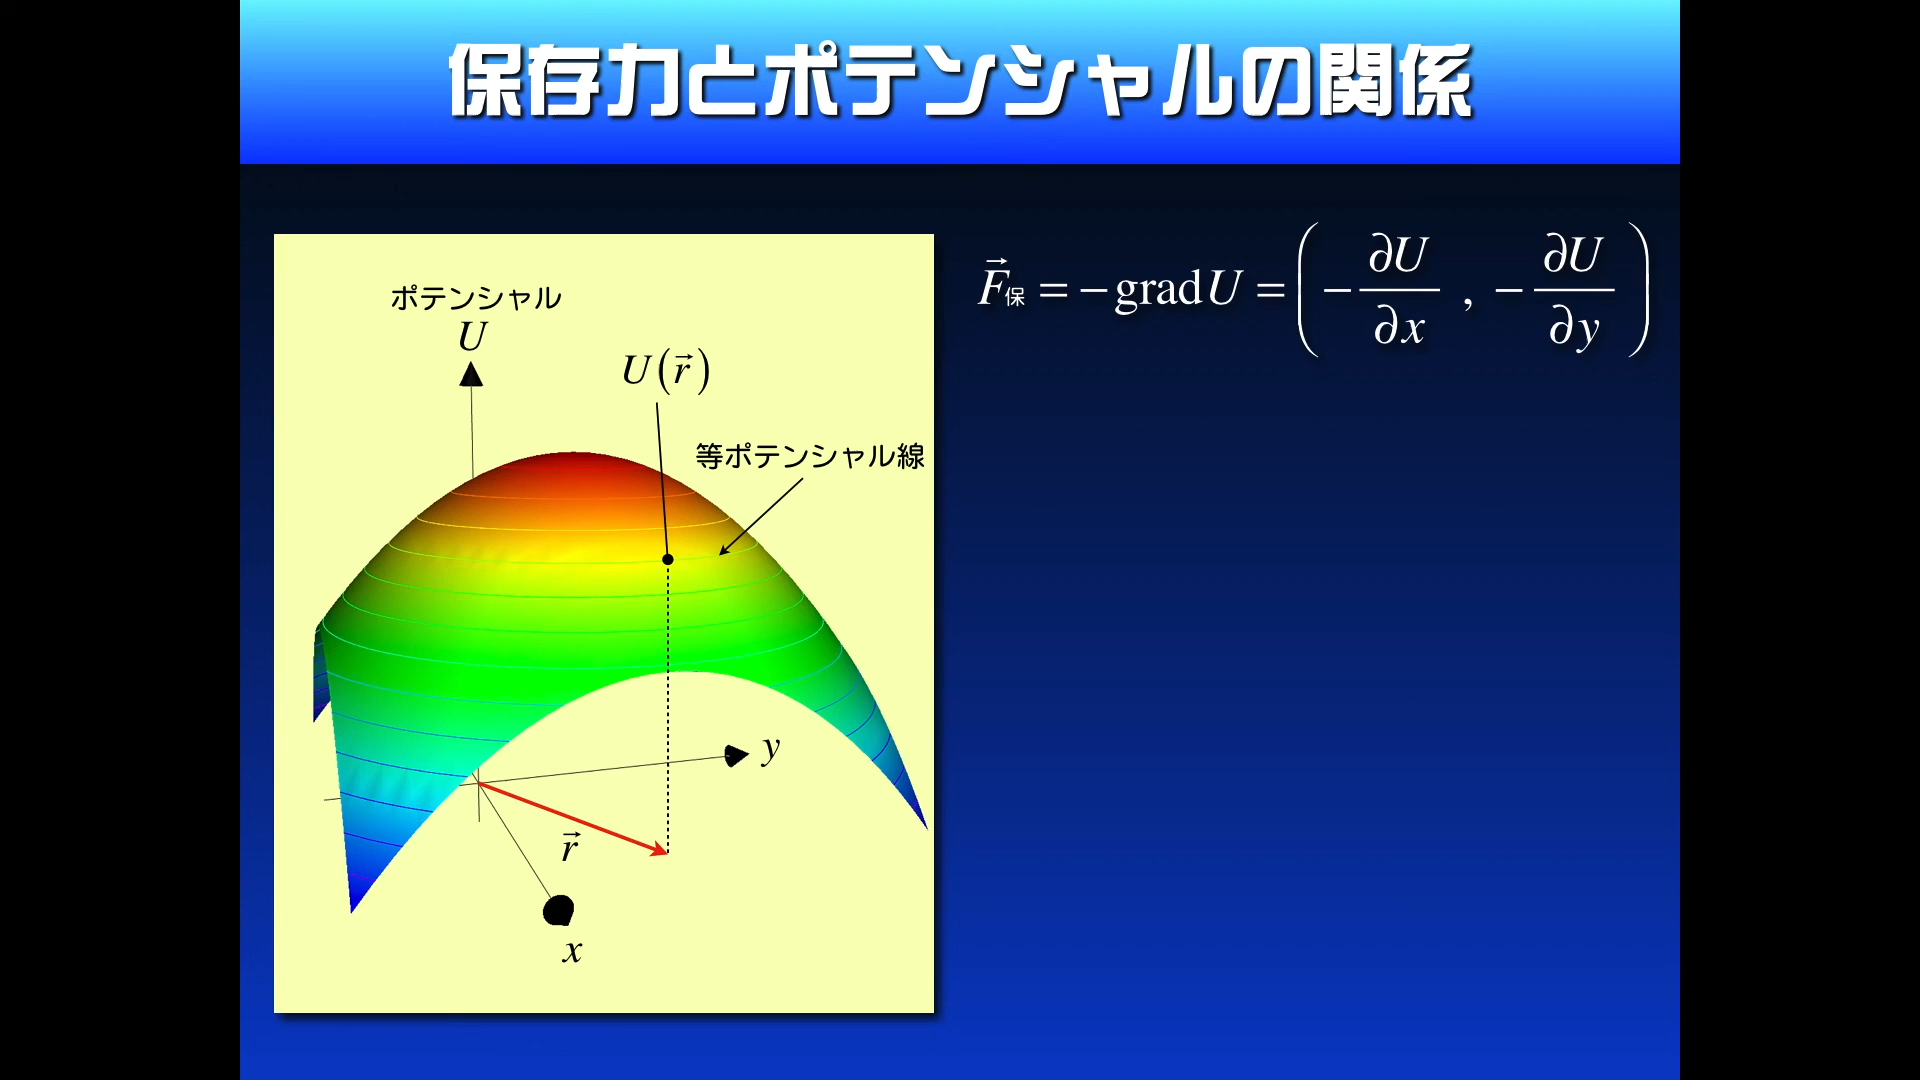 保存力とポテンシャルの関係
ポテンシャル
U
U(r⃗)
等ポテンシャル線
y
r⃗
x
F⃗保 = −grad U = ( −∂U/∂x , −∂U/∂y )